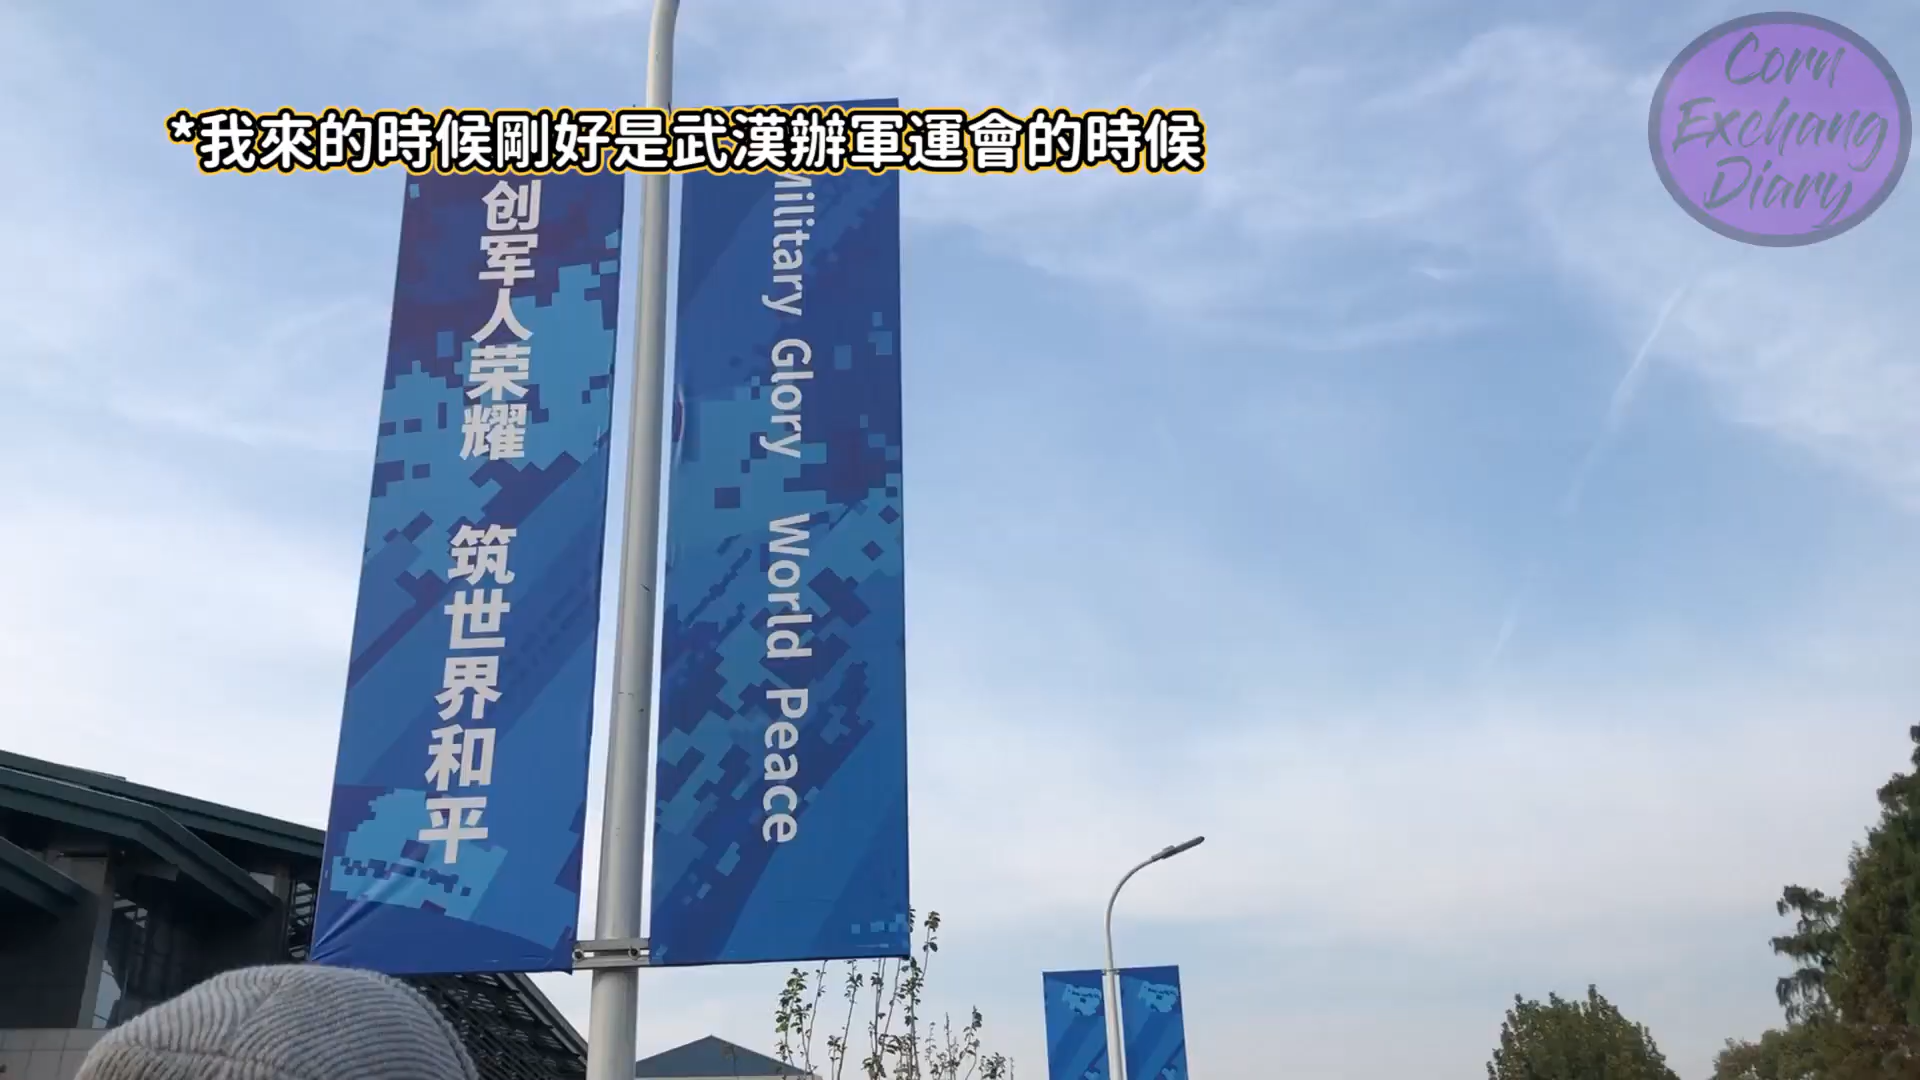 *我來的時候剛好是武漢辦軍運會的時候
创军人荣耀 筑世界和平
Military Glory World Peace
Corn
Exchang
Diary